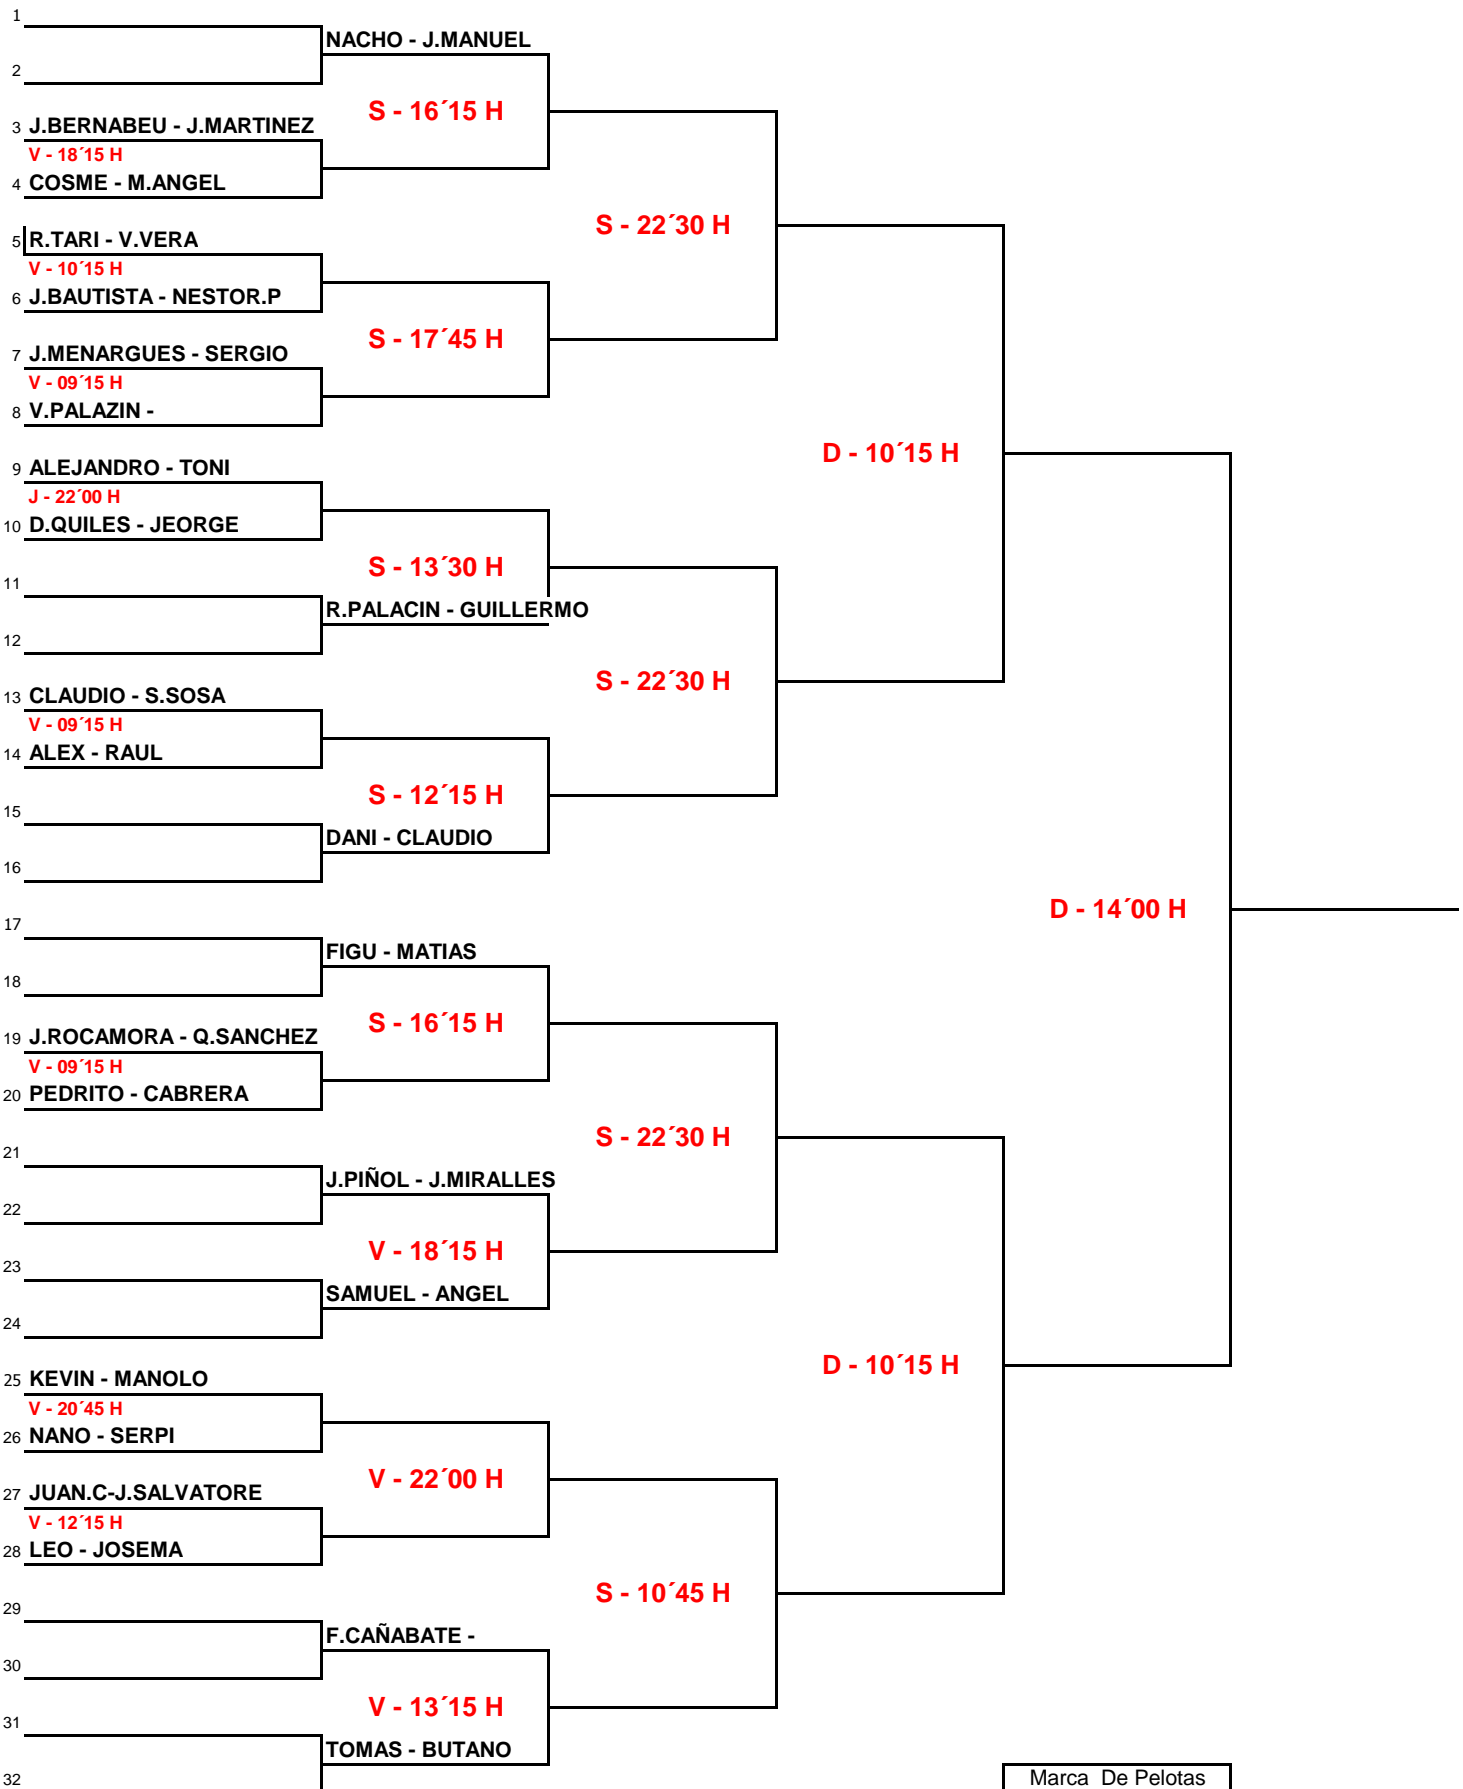 1
NACHO - J.MANUEL
2
S - 16´15 H
3 J.BERNABEU - J.MARTINEZ
V - 18´15 H
4 COSME - M.ANGEL
S - 22´30 H
5 R.TARI - V.VERA
V - 10´15 H
6 J.BAUTISTA - NESTOR.P
S - 17´45 H
7 J.MENARGUES - SERGIO
V - 09´15 H
8 V.PALAZIN -
D - 10´15 H
9 ALEJANDRO - TONI
J - 22´00 H
10 D.QUILES - JEORGE
S - 13´30 H
11
R.PALACIN - GUILLERMO
12
S - 22´30 H
13 CLAUDIO - S.SOSA
V - 09´15 H
14 ALEX - RAUL
S - 12´15 H
15
DANI - CLAUDIO
16
D - 14´00 H
17
FIGU - MATIAS
18
S - 16´15 H
19 J.ROCAMORA - Q.SANCHEZ
V - 09´15 H
20 PEDRITO - CABRERA
S - 22´30 H
21
J.PIÑOL - J.MIRALLES
22
V - 18´15 H
23
SAMUEL - ANGEL
24
D - 10´15 H
25 KEVIN - MANOLO
V - 20´45 H
26 NANO - SERPI
V - 22´00 H
27 JUAN.C-J.SALVATORE
V - 12´15 H
28 LEO - JOSEMA
S - 10´45 H
29
F.CAÑABATE -
30
V - 13´15 H
31
TOMAS - BUTANO
32
Marca De Pelotas